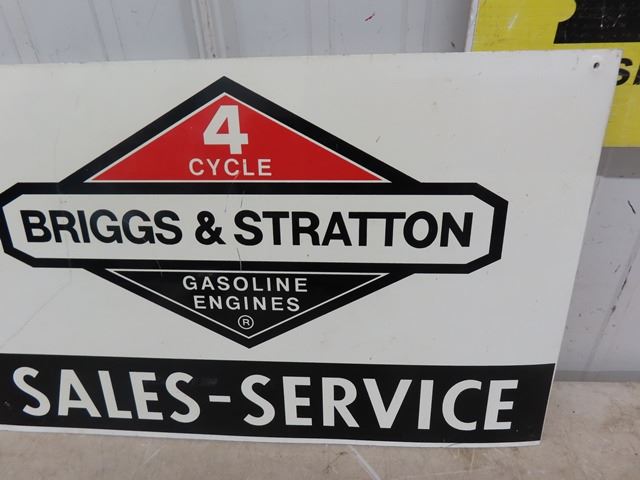 4
CYCLE
BRIGGS & STRATTON
GASOLINE
ENGINES
®
SALES-SERVICE